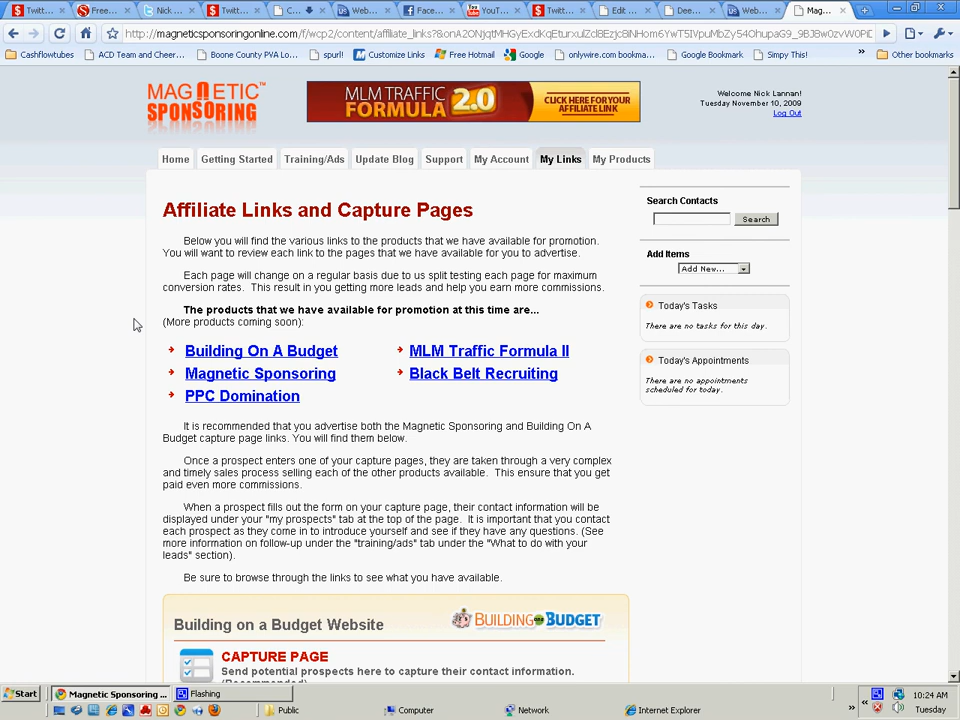 Twitt...
Free...
Nick ...
Twitt...
C...
Web...
Face...
YouT...
Twitt...
Edit ...
Dee...
Web...
Mag...
Cashflowtubes
ACD Team and Cheer...
Boone County PVA Lo...
spurl!
Customize Links
Free Hotmail
Google
onlywire.com bookma...
Simpy This!
»
Other bookmarks
MAGNETIC SPONSORING™
MLM TRAFFIC FORMULA 2.0
CLICK HERE FOR YOUR AFFILIATE LINK
Welcome Nick Lannan!
Tuesday November 10, 2009
Log Out
Home
Getting Started
Training/Ads
Update Blog
Support
My Account
My Links
My Products
Affiliate Links and Capture Pages
Below you will find the various links to the products that we have available for promotion.
You will want to review each link to the pages that we have available for you to advertise.
Each page will change on a regular basis due to us split testing each page for maximum
conversion rates. This result in you getting more leads and help you earn more commissions.
The products that we have available for promotion at this time are...
(More products coming soon):
Building On A Budget
MLM Traffic Formula II
Magnetic Sponsoring
Black Belt Recruiting
PPC Domination
It is recommended that you advertise both the Magnetic Sponsoring and Building On A
Budget capture page links. You will find them below.
Once a prospect enters one of your capture pages, they are taken through a very complex
and timely sales process selling each of the other products available. This ensure that you get
paid even more commissions.
When a prospect fills out the form on your capture page, their contact information will be
displayed under your "my prospects" tab at the top of the page. It is important that you contact
each prospect as they come in to introduce yourself and see if they have any questions. (See
more information on follow-up under the "training/ads" tab under the "What to do with your
leads" section).
Be sure to browse through the links to see what you have available.
Building on a Budget Website
BUILDING on a BUDGET
CAPTURE PAGE
Send potential prospects here to capture their contact information.
(Recommended)
Search Contacts
Search
Add Items
Add New...
Today's Tasks
There are no tasks for this day.
Today's Appointments
There are no appointments
scheduled for today.
Start
Magnetic Sponsoring ...
Flashing
10:24 AM
Tuesday
Public
Computer
Network
Internet Explorer
»